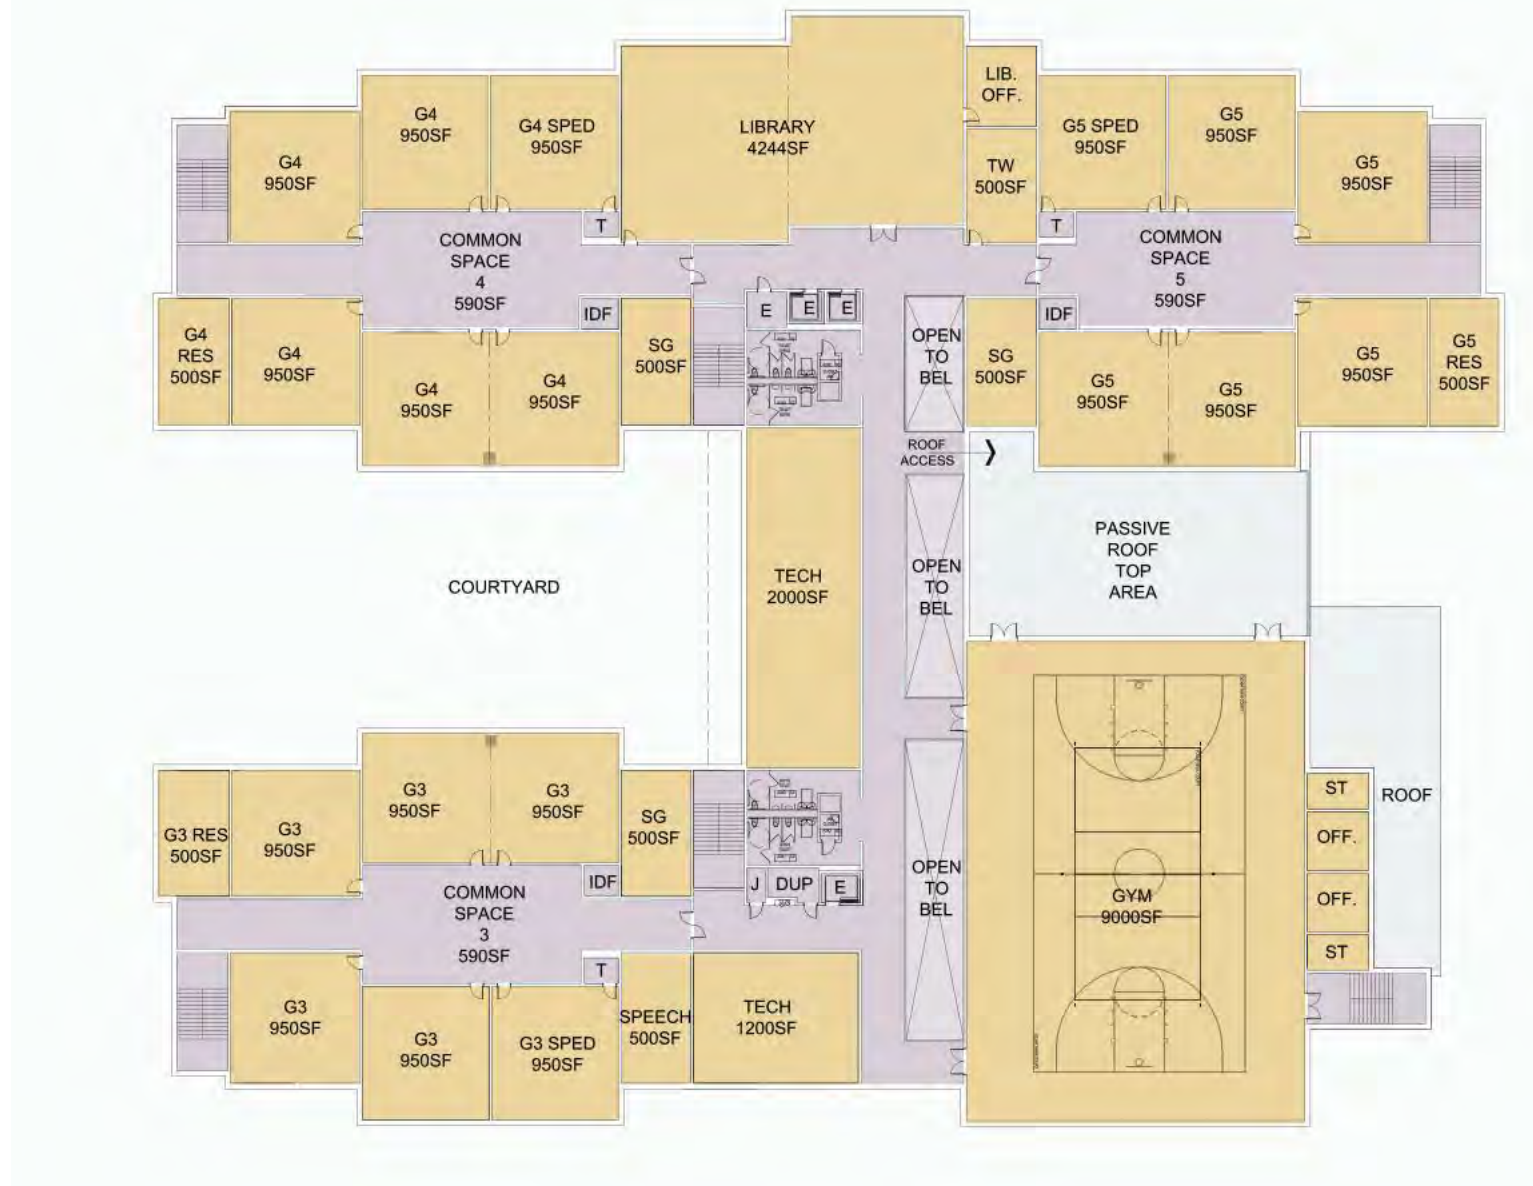 LIB.
OFF.
G4
950SF
G4 SPED
950SF
LIBRARY
4244SF
G5 SPED
950SF
G5
950SF
G4
950SF
TW
500SF
G5
950SF
T
T
COMMON
SPACE
4
590SF
COMMON
SPACE
5
590SF
E
E
E
IDF
IDF
G4
RES
500SF
G4
950SF
G4
950SF
G4
950SF
SG
500SF
OPEN
TO
BEL
SG
500SF
G5
950SF
G5
950SF
G5
950SF
G5
RES
500SF
ROOF
ACCESS
COURTYARD
TECH
2000SF
OPEN
TO
BEL
PASSIVE
ROOF
TOP
AREA
G3 RES
500SF
G3
950SF
G3
950SF
G3
950SF
SG
500SF
ST
OFF.
OFF.
ST
ROOF
IDF
J
DUP
E
OPEN
TO
BEL
GYM
9000SF
COMMON
SPACE
3
590SF
T
G3
950SF
G3
950SF
G3 SPED
950SF
SPEECH
500SF
TECH
1200SF